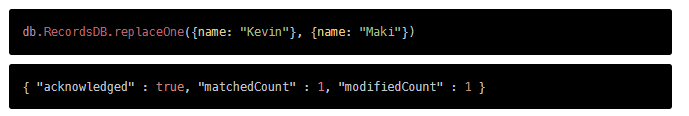 db.RecordsDB.replaceOne({name: "Kevin"}, {name: "Maki"})
{ "acknowledged" : true, "matchedCount" : 1, "modifiedCount" : 1 }